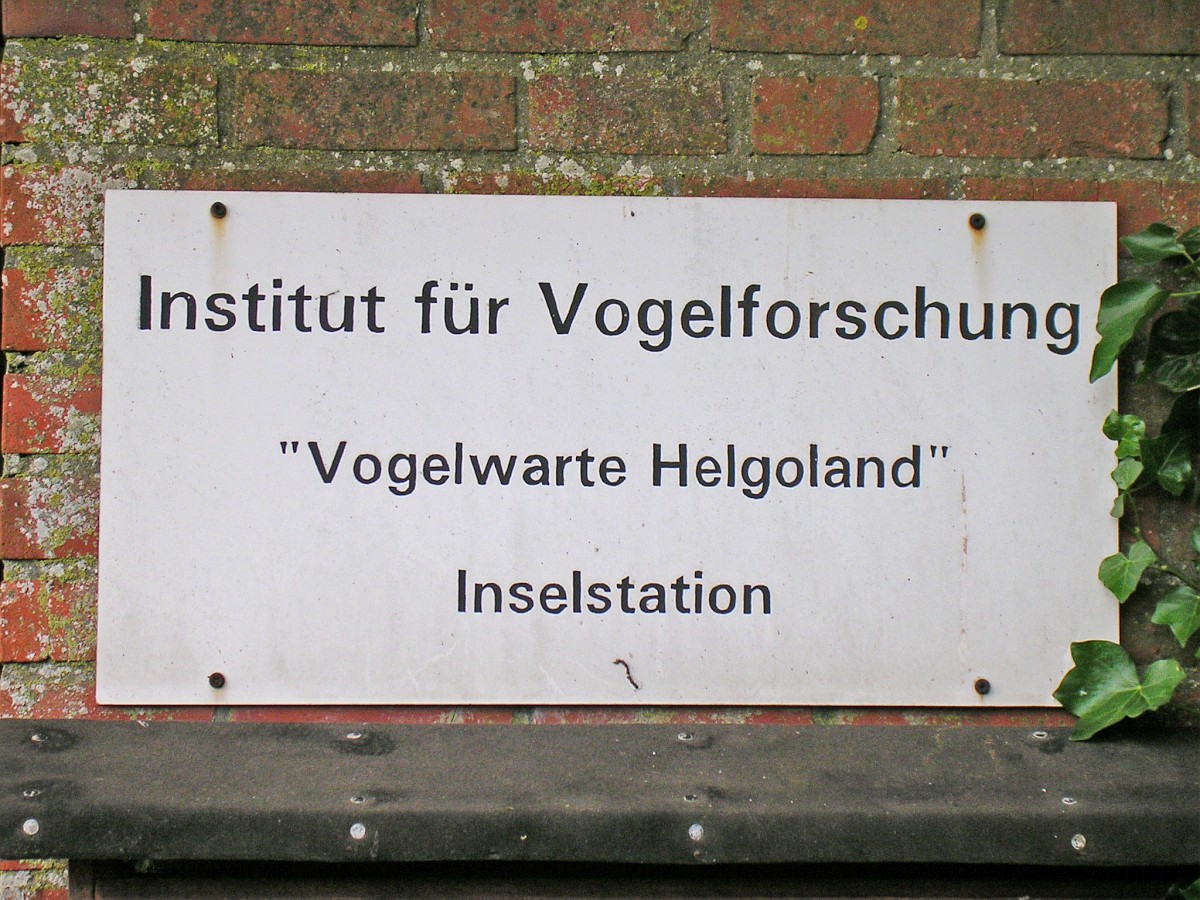 Institut für Vogelforschung
"Vogelwarte Helgoland"
Inselstation